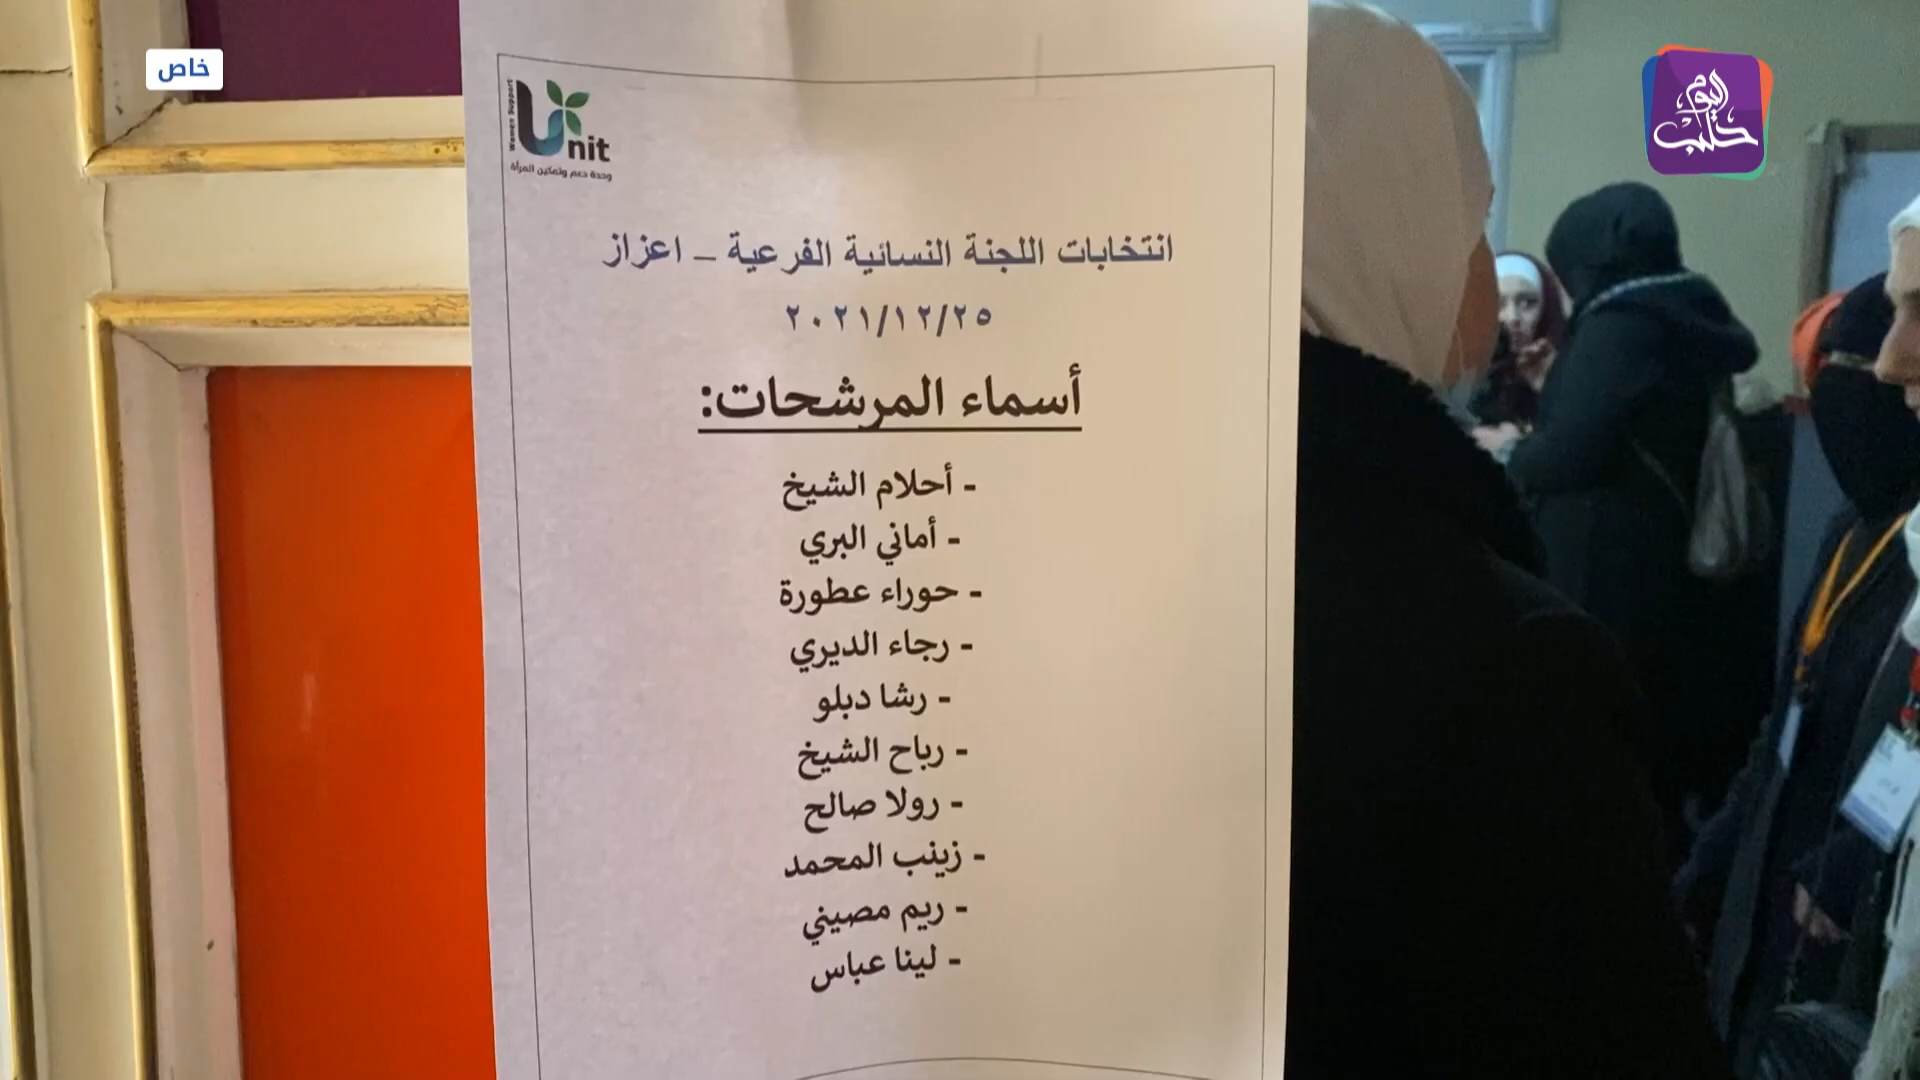 خاص
حلب اليوم
Women Support
Unit
وحدة دعم وتمكين المرأة
انتخابات اللجنة النسائية الفرعية – اعزاز
٢٠٢١/١٢/٢٥
أسماء المرشحات:
- أحلام الشيخ
- أماني البري
- حوراء عطورة
- رجاء الديري
- رشا دبلو
- رباح الشيخ
- رولا صالح
- زينب المحمد
- ريم مصيني
- لينا عباس